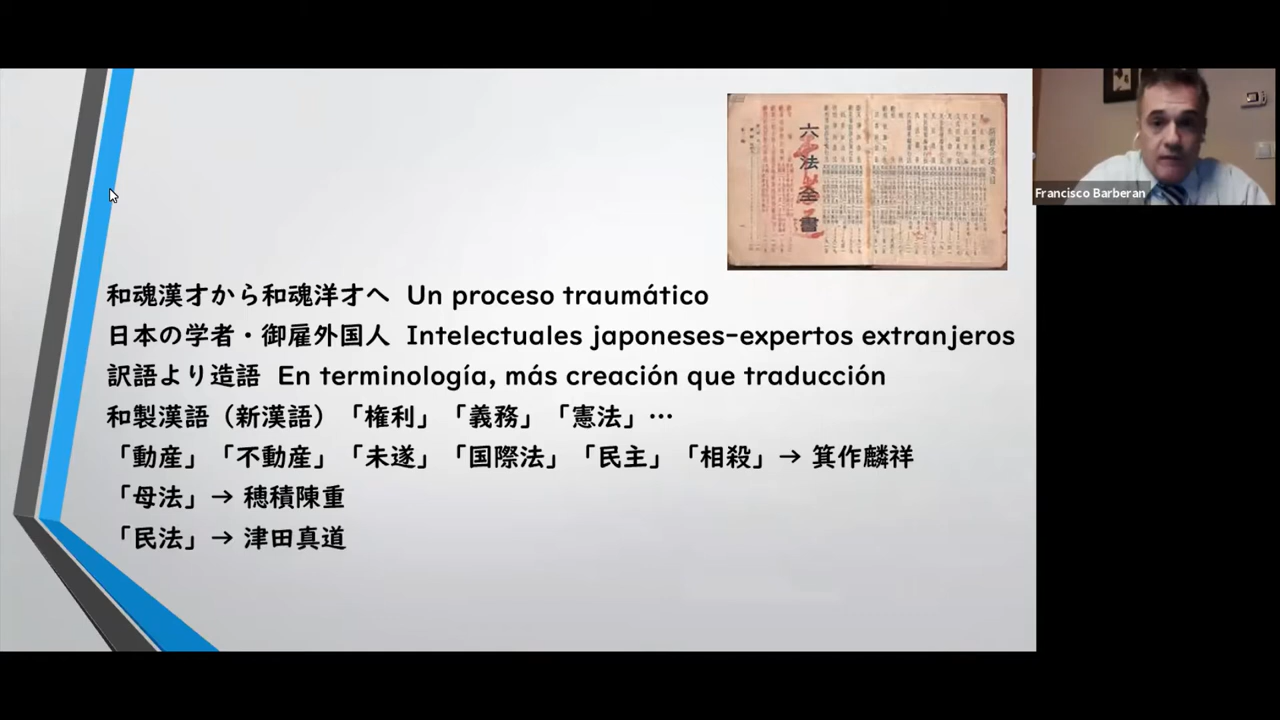 六法全書
Francisco Barberan
和魂漢才から和魂洋才へ Un proceso traumático
日本の学者・御雇外国人 Intelectuales japoneses-expertos extranjeros
訳語より造語 En terminología, más creación que traducción
和製漢語（新漢語）「権利」「義務」「憲法」…
「動産」「不動産」「未遂」「国際法」「民主」「相殺」→ 箕作麟祥
「母法」→ 穂積陳重
「民法」→ 津田真道